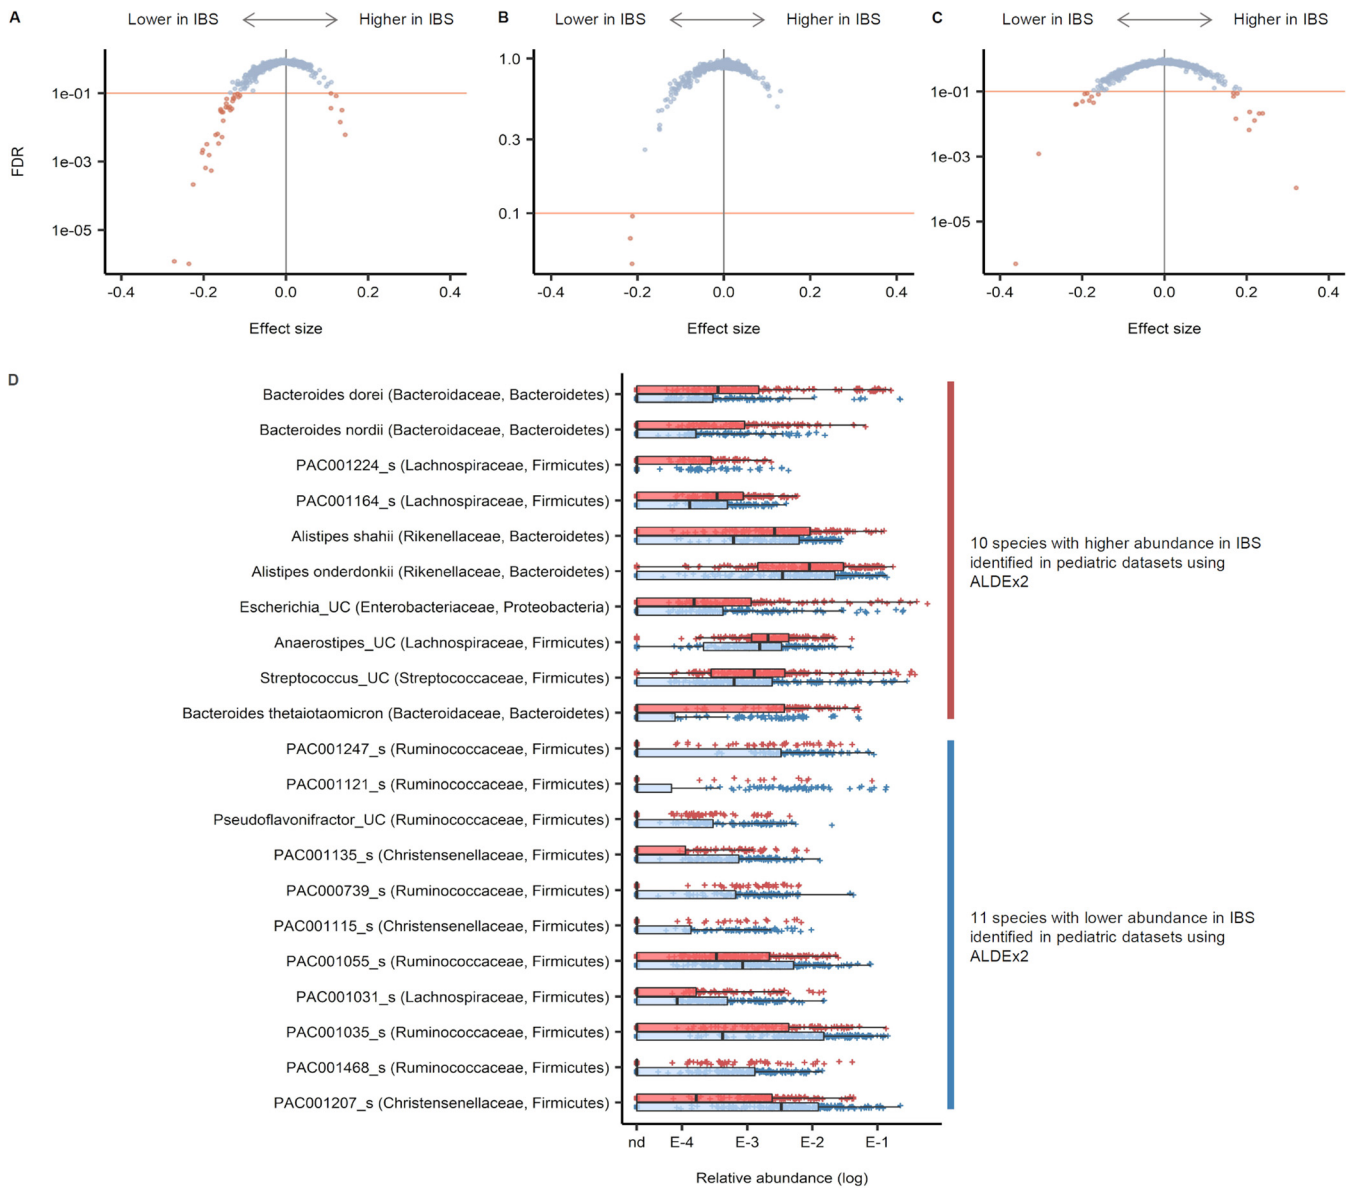 A
Lower in IBS
Higher in IBS
B
Lower in IBS
Higher in IBS
C
Lower in IBS
Higher in IBS
FDR
1e-01
1e-03
1e-05
-0.4
-0.2
0.0
0.2
0.4
Effect size
1.0
0.3
0.1
-0.4
-0.2
0.0
0.2
0.4
Effect size
1e-01
1e-03
1e-05
-0.4
-0.2
0.0
0.2
0.4
Effect size
D
Bacteroides dorei (Bacteroidaceae, Bacteroidetes)
Bacteroides nordii (Bacteroidaceae, Bacteroidetes)
PAC001224_s (Lachnospiraceae, Firmicutes)
PAC001164_s (Lachnospiraceae, Firmicutes)
Alistipes shahii (Rikenellaceae, Bacteroidetes)
Alistipes onderdonkii (Rikenellaceae, Bacteroidetes)
Escherichia_UC (Enterobacteriaceae, Proteobacteria)
Anaerostipes_UC (Lachnospiraceae, Firmicutes)
Streptococcus_UC (Streptococcaceae, Firmicutes)
Bacteroides thetaiotaomicron (Bacteroidaceae, Bacteroidetes)
PAC001247_s (Ruminococcaceae, Firmicutes)
PAC001121_s (Ruminococcaceae, Firmicutes)
Pseudoflavonifractor_UC (Ruminococcaceae, Firmicutes)
PAC001135_s (Christensenellaceae, Firmicutes)
PAC000739_s (Ruminococcaceae, Firmicutes)
PAC001115_s (Christensenellaceae, Firmicutes)
PAC001055_s (Ruminococcaceae, Firmicutes)
PAC001031_s (Lachnospiraceae, Firmicutes)
PAC001035_s (Ruminococcaceae, Firmicutes)
PAC001468_s (Ruminococcaceae, Firmicutes)
PAC001207_s (Christensenellaceae, Firmicutes)
10 species with higher abundance in IBS
identified in pediatric datasets using
ALDEx2
11 species with lower abundance in IBS
identified in pediatric datasets using
ALDEx2
nd
E-4
E-3
E-2
E-1
Relative abundance (log)